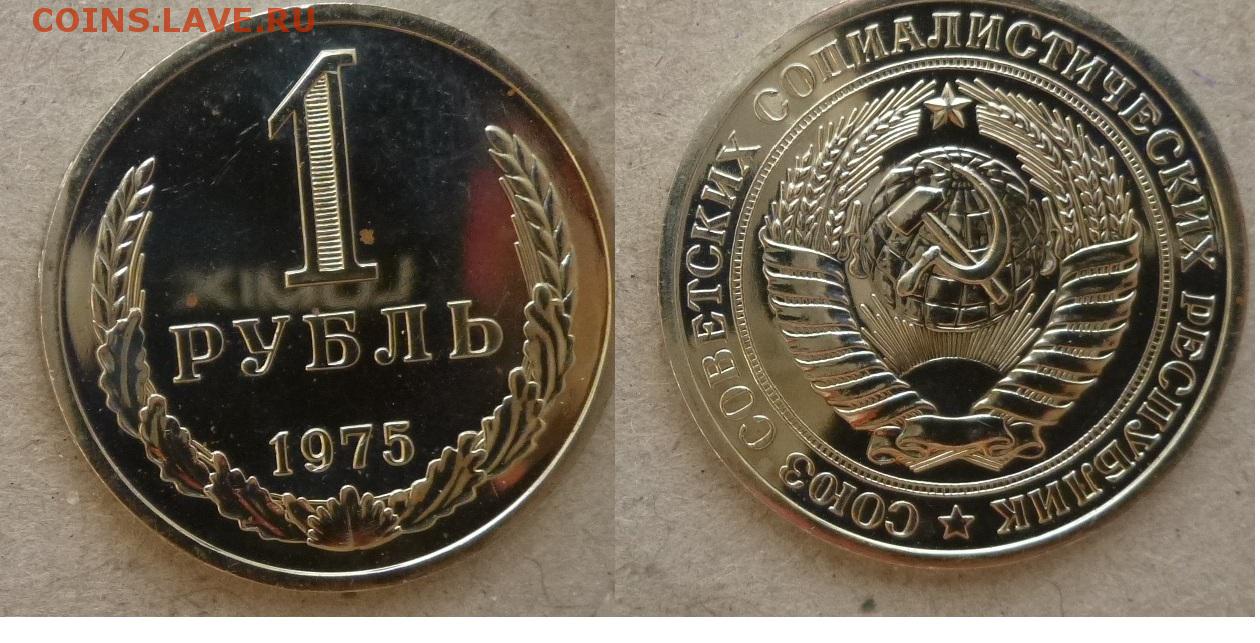 COINS.LAVE.RU
1
РУБЛЬ
1975
СОЮЗ СОВЕТСКИХ СОЦИАЛИСТИЧЕСКИХ РЕСПУБЛИК